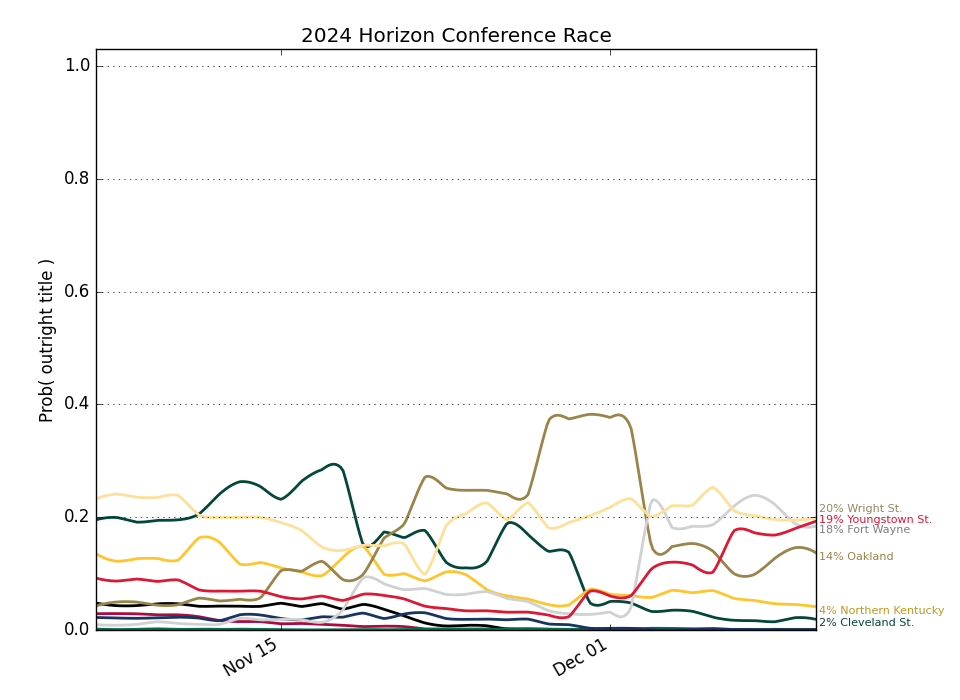 2024 Horizon Conference Race
Prob( outright title )
1.0
0.8
0.6
0.4
0.2
0.0
Nov 15
Dec 01
20% Wright St.
19% Youngstown St.
18% Fort Wayne
14% Oakland
4% Northern Kentucky
2% Cleveland St.